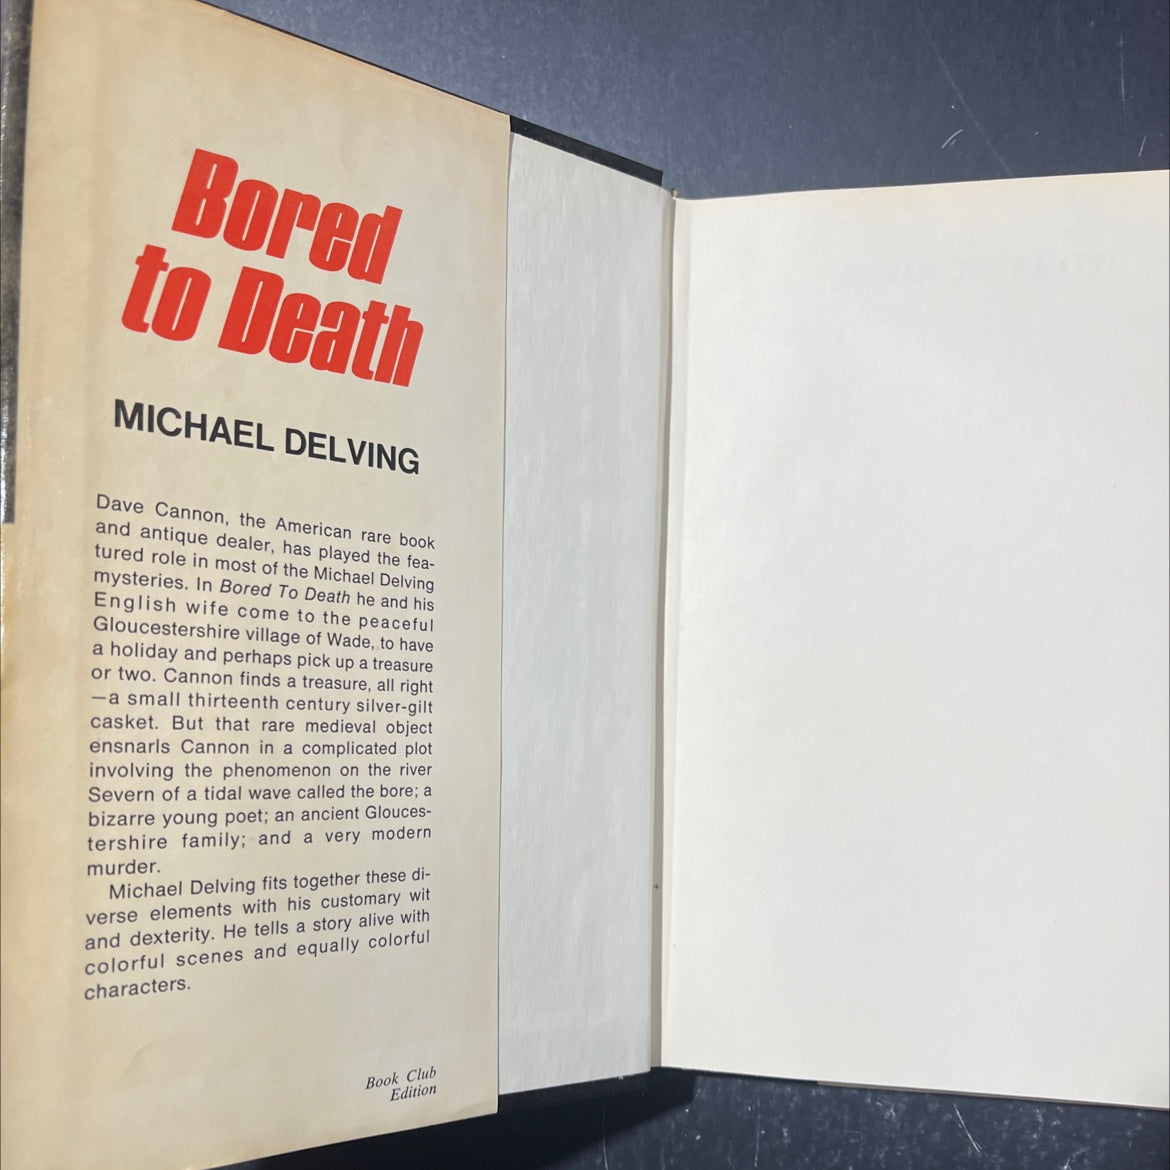 Bored
to Death
MICHAEL DELVING
Dave Cannon, the American rare book
and antique dealer, has played the fea-
tured role in most of the Michael Delving
mysteries. In Bored To Death he and his
English wife come to the peaceful
Gloucestershire village of Wade, to have
a holiday and perhaps pick up a treasure
or two. Cannon finds a treasure, all right
—a small thirteenth century silver-gilt
casket. But that rare medieval object
ensnarls Cannon in a complicated plot
involving the phenomenon on the river
Severn of a tidal wave called the bore; a
bizarre young poet; an ancient Glouces-
tershire family; and a very modern
murder.
Michael Delving fits together these di-
verse elements with his customary wit
and dexterity. He tells a story alive with
colorful scenes and equally colorful
characters.
Book Club
Edition